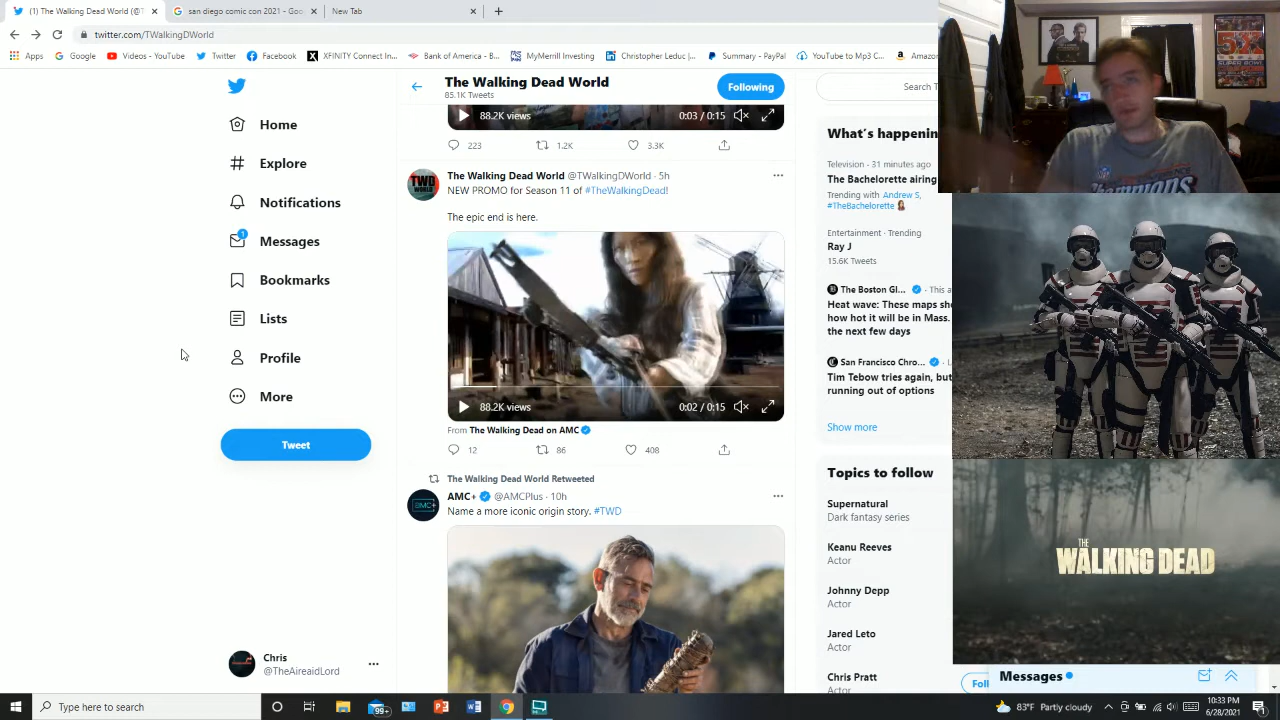 (1) The Walking Dead World (@T
san diego comic con 2021 - Goo
New Tab
twitter.com/TWalkingDWorld
Apps
Google
Videos - YouTube
Twitter
Facebook
XFINITY Connect In...
Bank of America - B...
MyMerrill Investing
Christopher Leduc |...
Summary - PayPal
YouTube to Mp3 C...
Amazo
Home
Explore
Notifications
1
Messages
Bookmarks
Lists
Profile
More
Tweet
Chris
@TheAireaidLord
The Walking Dead World
85.1K Tweets
Following
88.2K views
0:03 / 0:15
223
1.2K
3.3K
TWD
WORLD
The Walking Dead World @TWalkingDWorld · 5h
NEW PROMO for Season 11 of #TheWalkingDead!
The epic end is here.
88.2K views
0:02 / 0:15
From The Walking Dead on AMC
12
86
408
The Walking Dead World Retweeted
AMC+ @AMCPlus · 10h
Name a more iconic origin story. #TWD
Search T
What's happenin
Television · 31 minutes ago
The Bachelorette airing
Trending with Andrew S,
#TheBachelorette
Entertainment · Trending
Ray J
15.6K Tweets
The Boston Gl... · This a
Heat wave: These maps sh
how hot it will be in Mass.
the next few days
San Francisco Chro... · L
Tim Tebow tries again, but
running out of options
Show more
Topics to follow
Supernatural
Dark fantasy series
Keanu Reeves
Actor
Johnny Depp
Actor
Jared Leto
Actor
Chris Pratt
Actor
Foll
Messages
SUPER BOWL
Champions
THE
WALKING DEAD
Type here to search
99+
83°F Partly cloudy
10:33 PM
6/28/2021
1